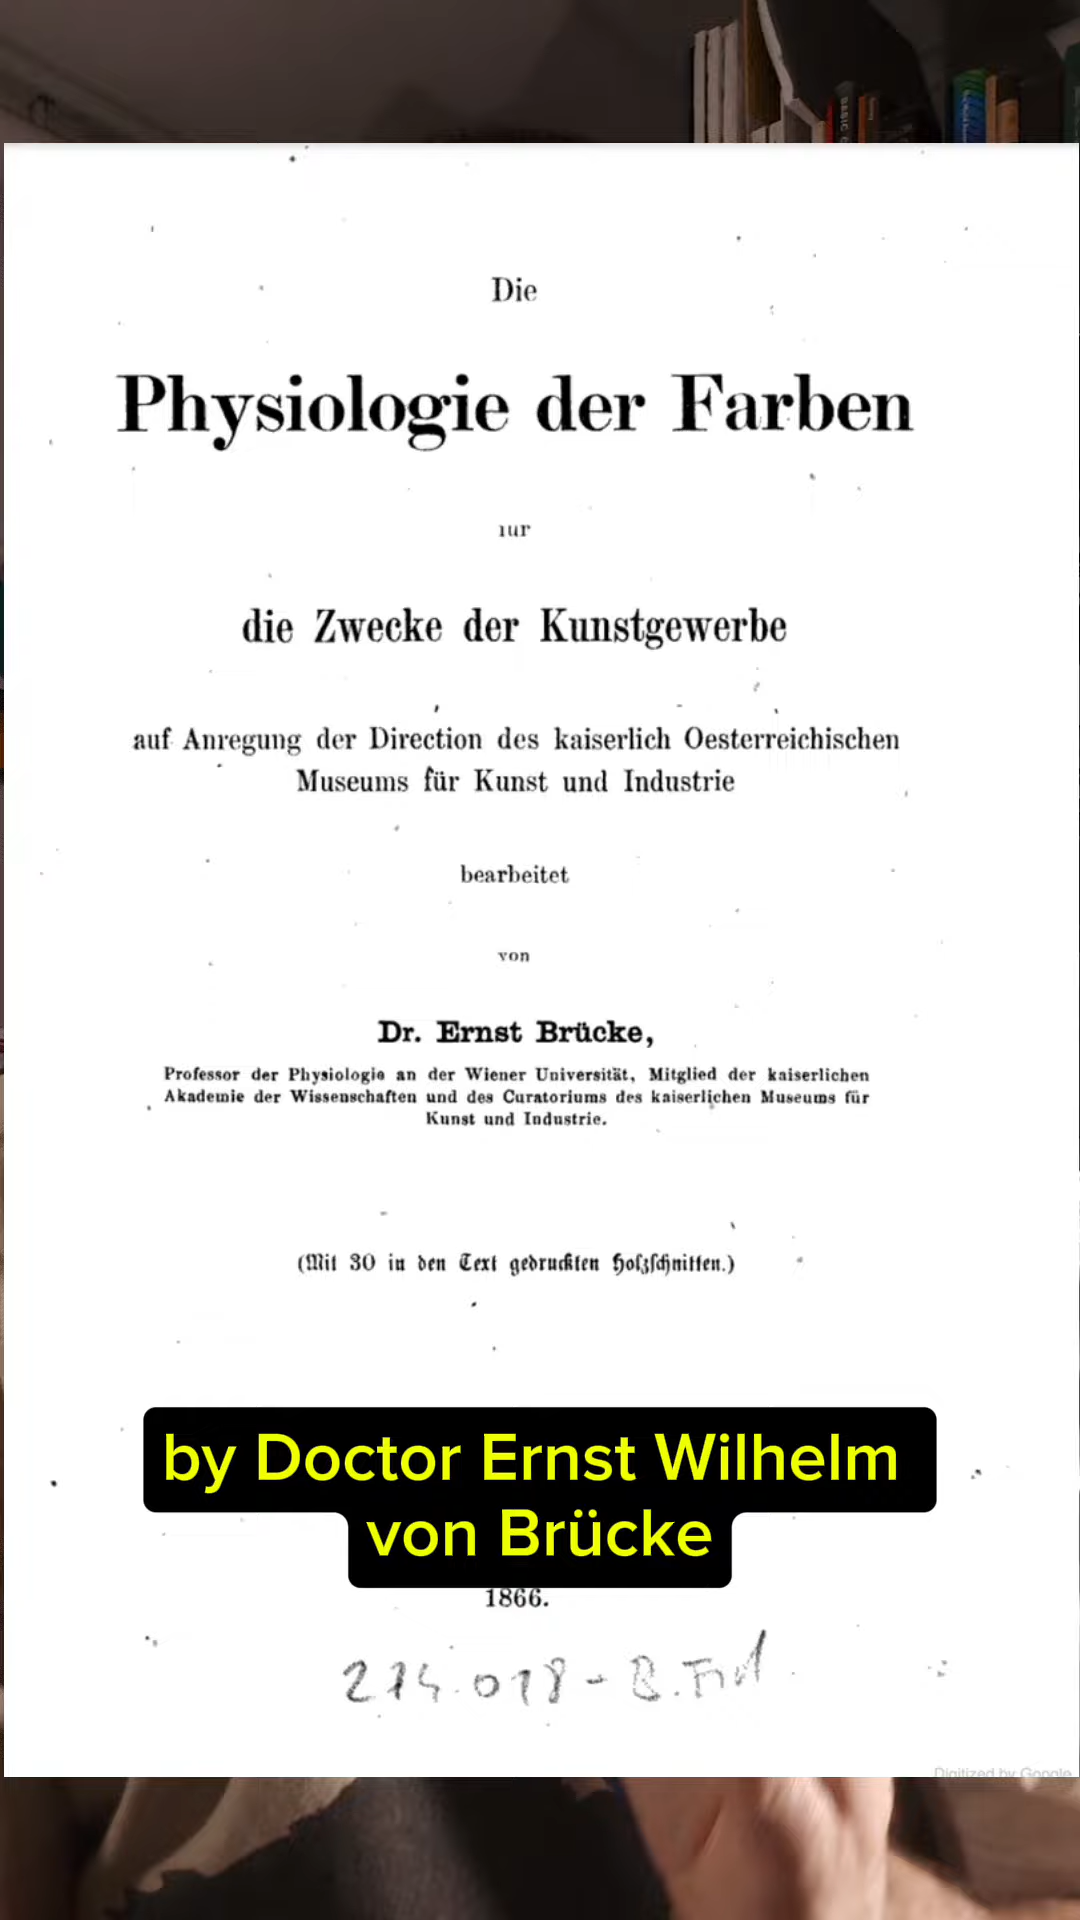 Die
Physiologie der Farben
für
die Zwecke der Kunstgewerbe
auf Anregung der Direction des kaiserlich Oesterreichischen
Museums für Kunst und Industrie
bearbeitet
von
Dr. Ernst Brücke,
Professor der Physiologie an der Wiener Universität, Mitglied der kaiserlichen
Akademie der Wissenschaften und des Curatoriums des kaiserlichen Museums für
Kunst und Industrie.
(Mit 30 in den Text gedruckten Holzschnitten.)
by Doctor Ernst Wilhelm
von Brücke
1866.
214.018-B.
Digitized by Google